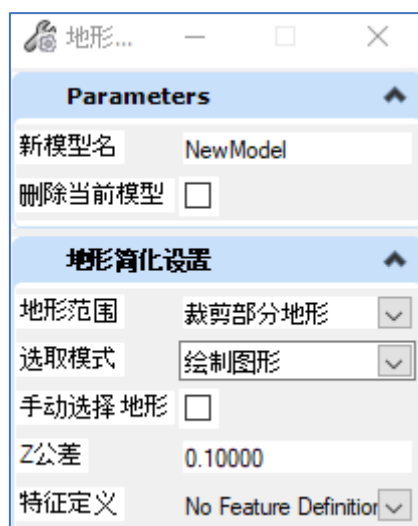 地形...
Parameters
新模型名 NewModel
删除当前模型
地形简化设置
地形范围 裁剪部分地形
选取模式 绘制图形
手动选择地形
Z公差 0.10000
特征定义 No Feature Definition